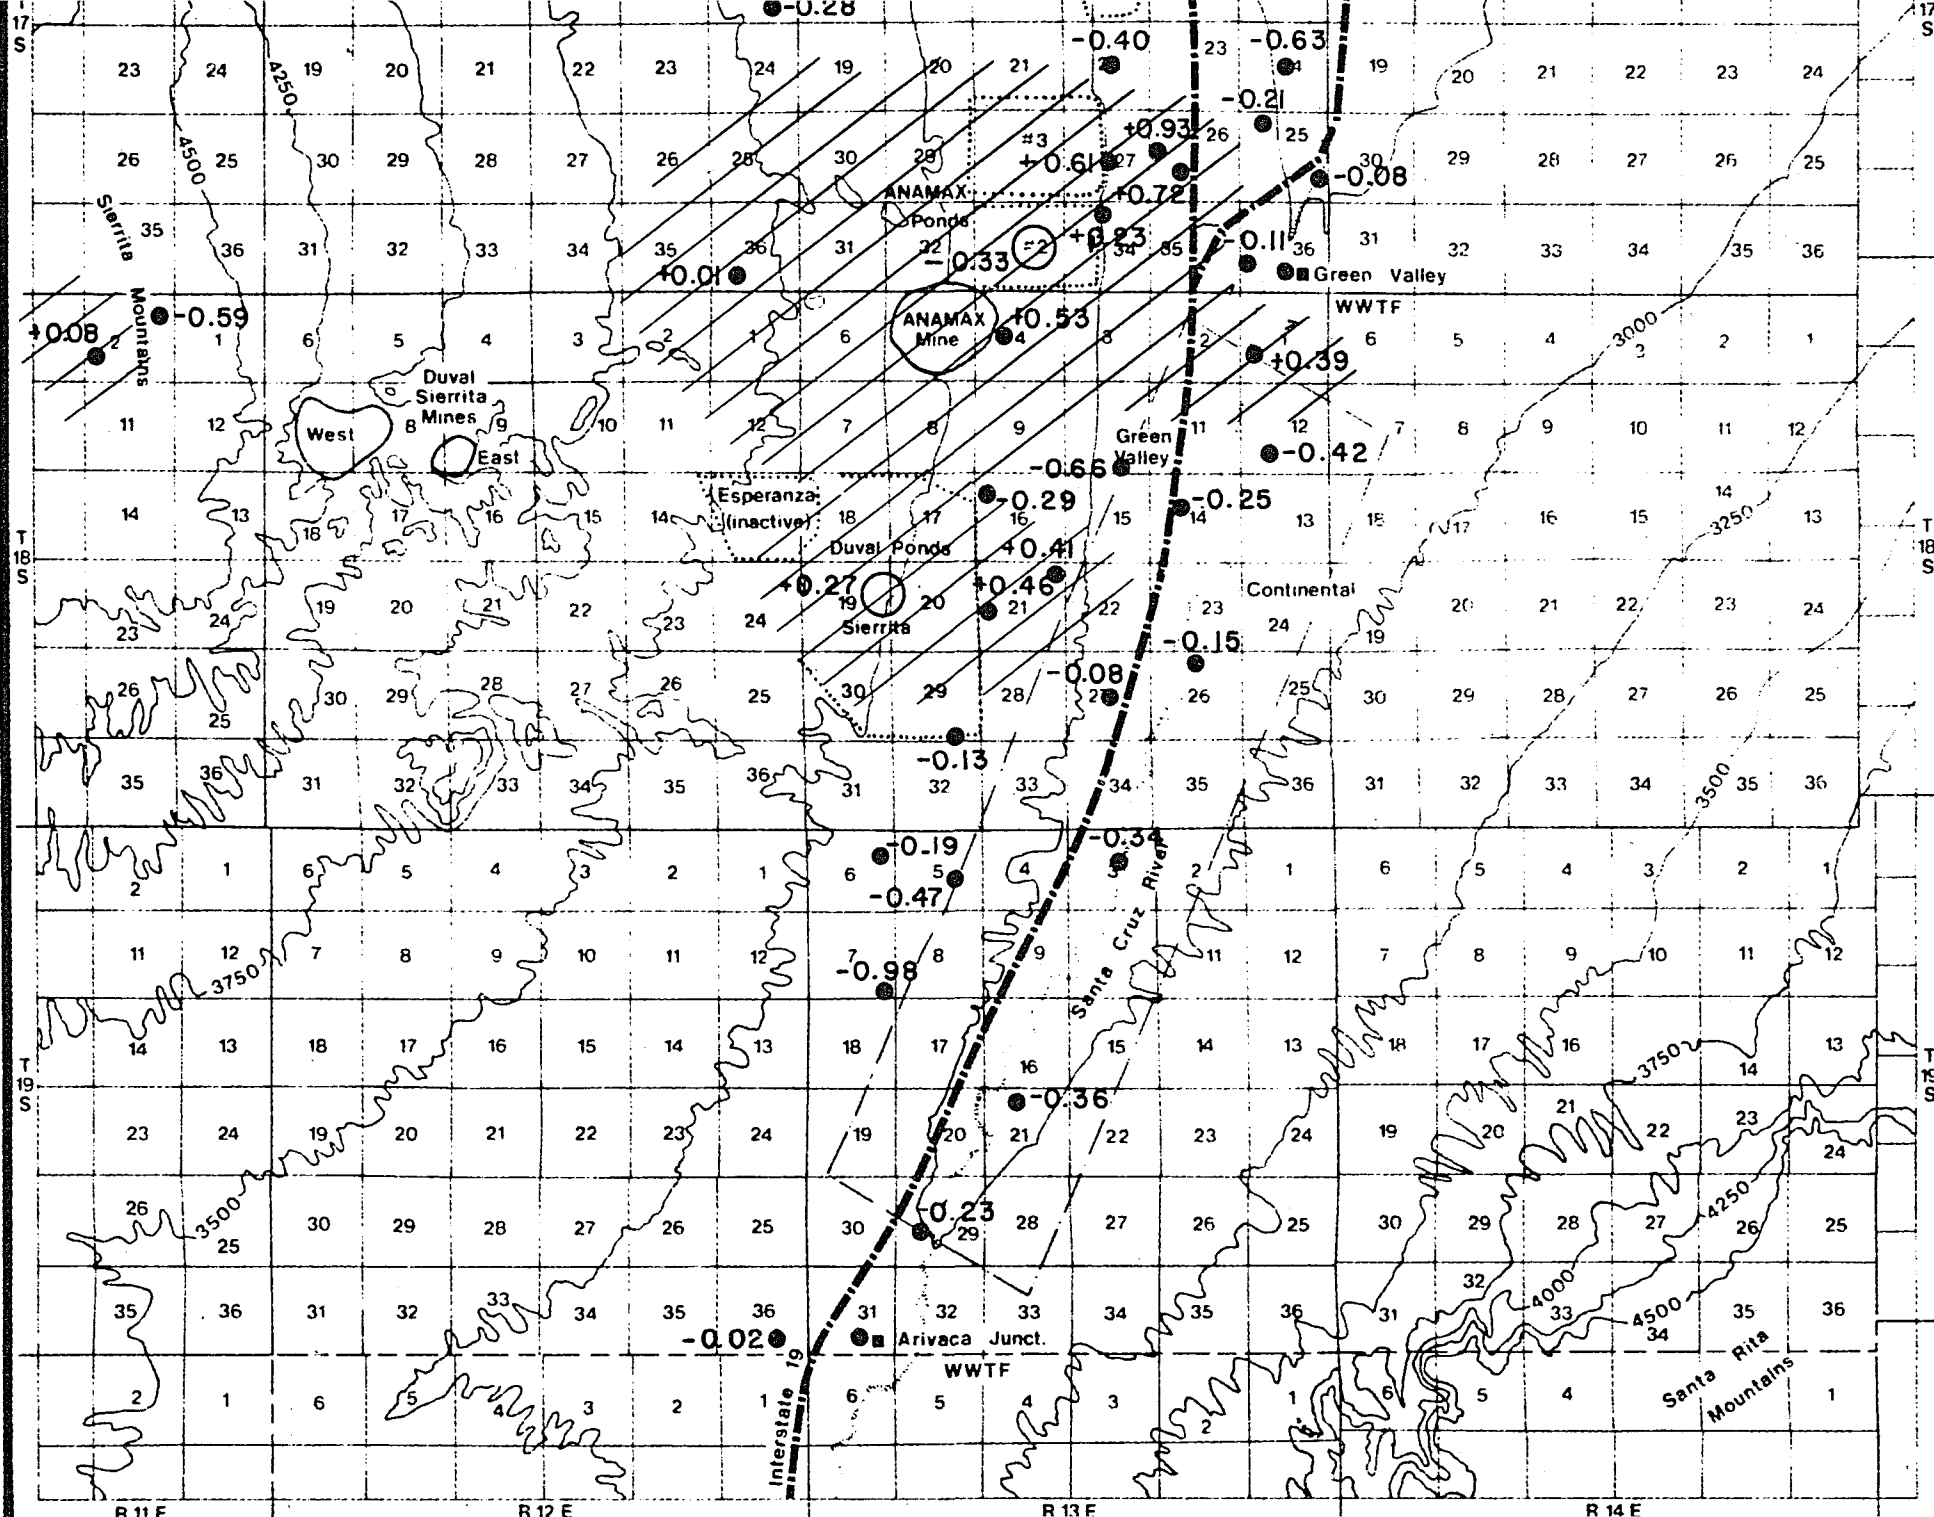 17 S
-0.28
-0.40
-0.63
17 S
23 24 19 20 21 22 23 24 19 20 21 23 19 20 21 22 23 24
4250
-0.21
#3
+0.93
26 25 30 29 28 27 26 30 29 +0.61 27 26 25 30 29 28 27 26 25
4500
-0.08
ANAMAX
Ponds
+0.72
Sierrita
Mountains
35 36 31 32 33 34 35 36 31 32 #2 34 35 36 31 32 33 34 35 36
+0.23
-0.11
-0.33
+0.01
Green Valley
WWTF
-0.59
+0.08
ANAMAX
Mine
+0.53
3000
2 1 6 5 4 3 2 1 6 4 2 6 5 4 3 2 1
+0.39
Duval
Sierrita
Mines
11 12 West 8 9 10 11 12 7 8 9 11 12 7 8 9 10 11 12
East
Green
Valley
-0.66
-0.42
Esperanza
(inactive)
-0.29
-0.25
14 13 18 17 16 15 14 18 17 16 15 14 13 18 17 16 15 14 13
3250
T 18 S
T 18 S
Duval Ponds
+0.41
+0.27
+0.46
Continental
23 24 19 20 21 22 23 24 19 20 21 22 23 24 19 20 21 22 23 24
Sierrita
-0.15
-0.08
26 25 30 29 28 27 26 25 30 29 28 27 26 25 30 29 28 27 26 25
-0.13
35 36 31 32 33 34 35 36 31 32 33 34 35 36 31 32 33 34 35 36
3500
-0.19
-0.34
2 1 6 5 4 3 2 1 6 5 4 2 1 6 5 4 3 2 1
-0.47
Santa Cruz River
11 12 7 8 9 10 11 12 7 8 9 11 12 7 8 9 10 11 12
3750
-0.98
14 13 18 17 16 15 14 13 18 17 16 15 14 13 18 17 16 14 13
3750
T 19 S
T 19 S
-0.36
23 24 19 20 21 22 23 24 19 20 21 22 23 24 19 20 21 22 23 24
-0.23
4250
3500
26 25 30 29 28 27 26 25 30 29 28 27 26 25 30 29 28 27 26 25
4000
4500
35 36 31 32 33 34 35 36 31 32 33 34 35 36 31 32 33 34 35 36
-0.02
Arivaca Junct.
WWTF
Santa Rita
Mountains
2 1 6 5 4 3 2 1 6 5 4 3 2 1 6 5 4 1
Interstate 19
R 11 E R 12 E R 13 E R 14 E